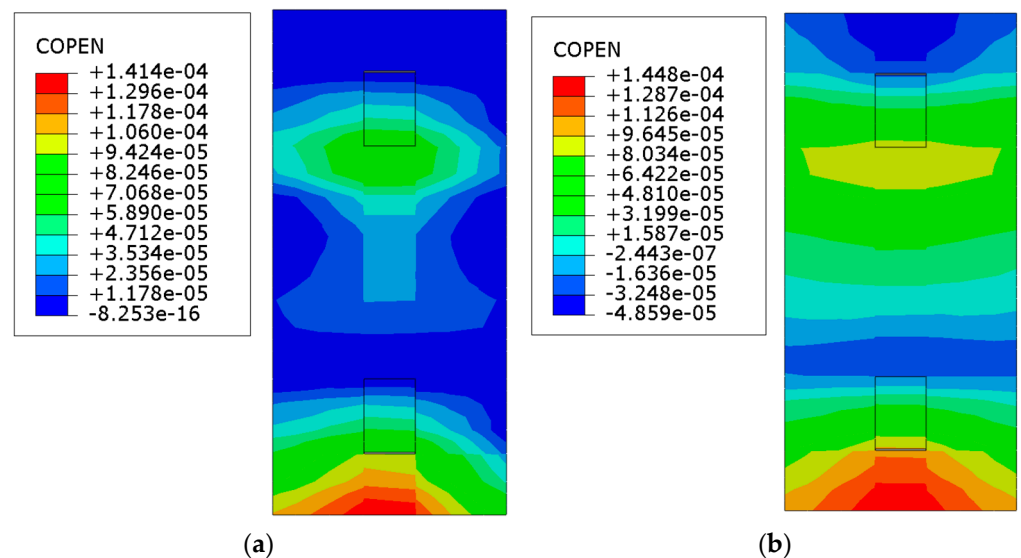 COPEN
+1.414e-04
+1.296e-04
+1.178e-04
+1.060e-04
+9.424e-05
+8.246e-05
+7.068e-05
+5.890e-05
+4.712e-05
+3.534e-05
+2.356e-05
+1.178e-05
-8.253e-16
(a)
COPEN
+1.448e-04
+1.287e-04
+1.126e-04
+9.645e-05
+8.034e-05
+6.422e-05
+4.810e-05
+3.199e-05
+1.587e-05
-2.443e-07
-1.636e-05
-3.248e-05
-4.859e-05
(b)